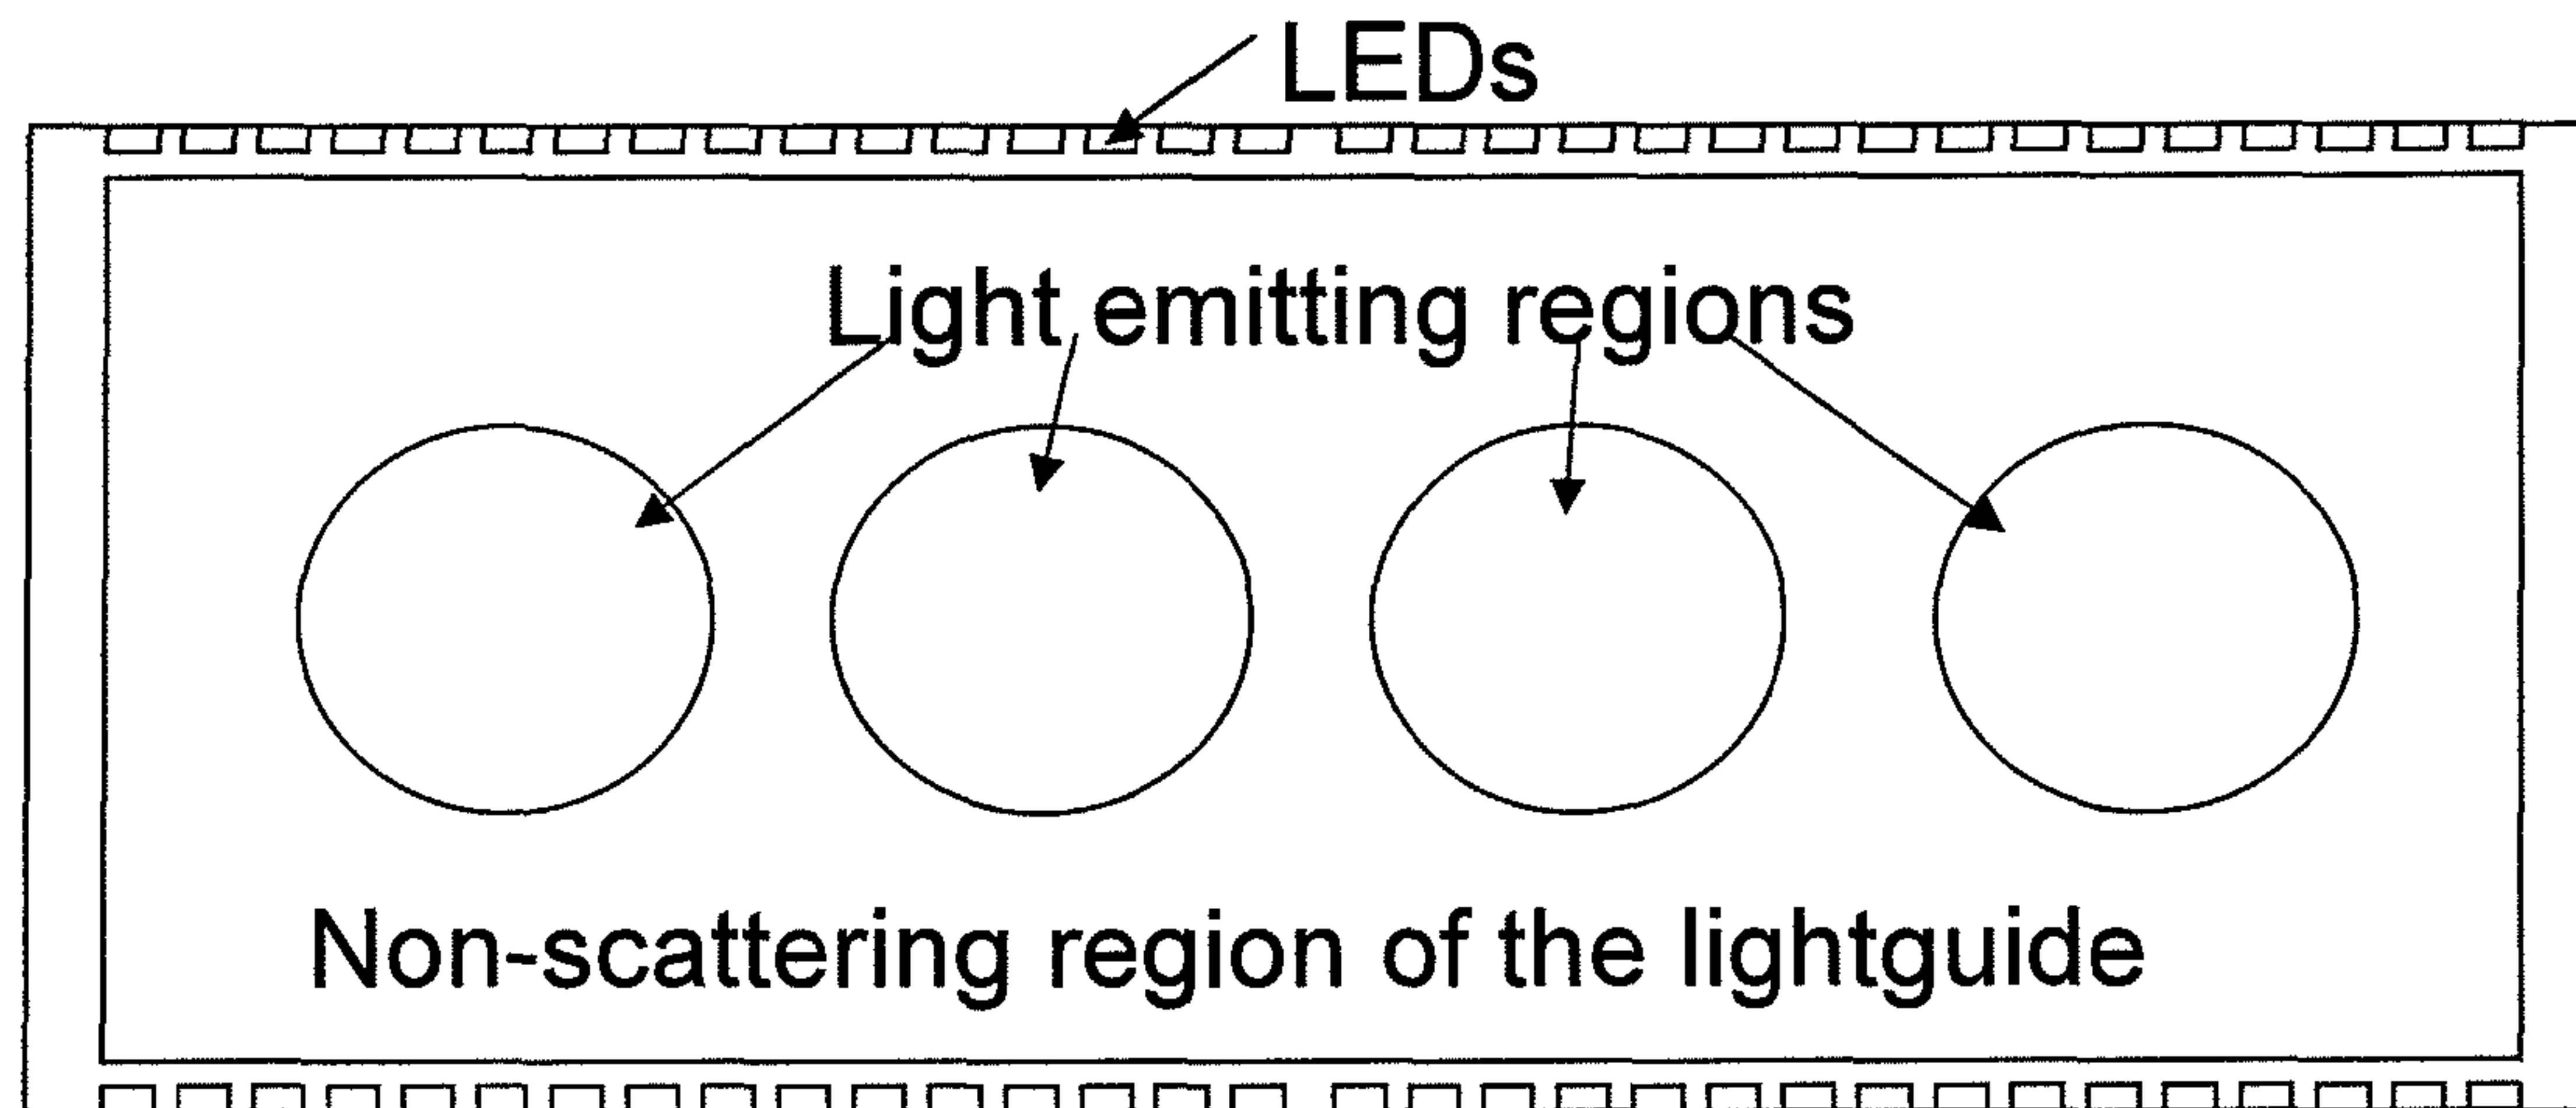 LEDs
Light emitting regions
Non-scattering region of the lightguide